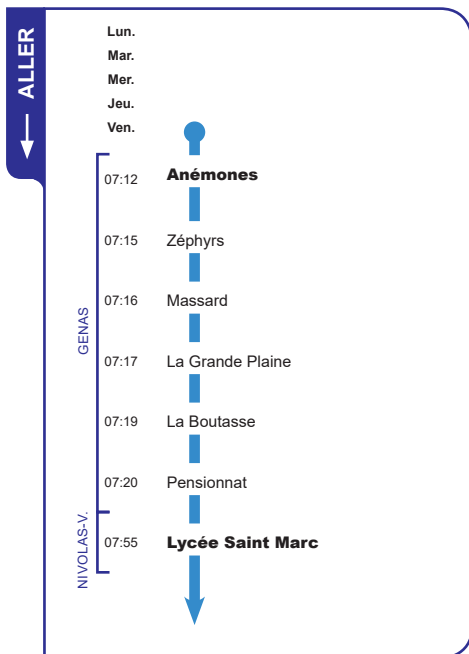 ALLER
Lun.
Mar.
Mer.
Jeu.
Ven.
GENAS
07:12 Anémones
07:15 Zéphyrs
07:16 Massard
07:17 La Grande Plaine
07:19 La Boutasse
07:20 Pensionnat
NIVOLAS-V.
07:55 Lycée Saint Marc